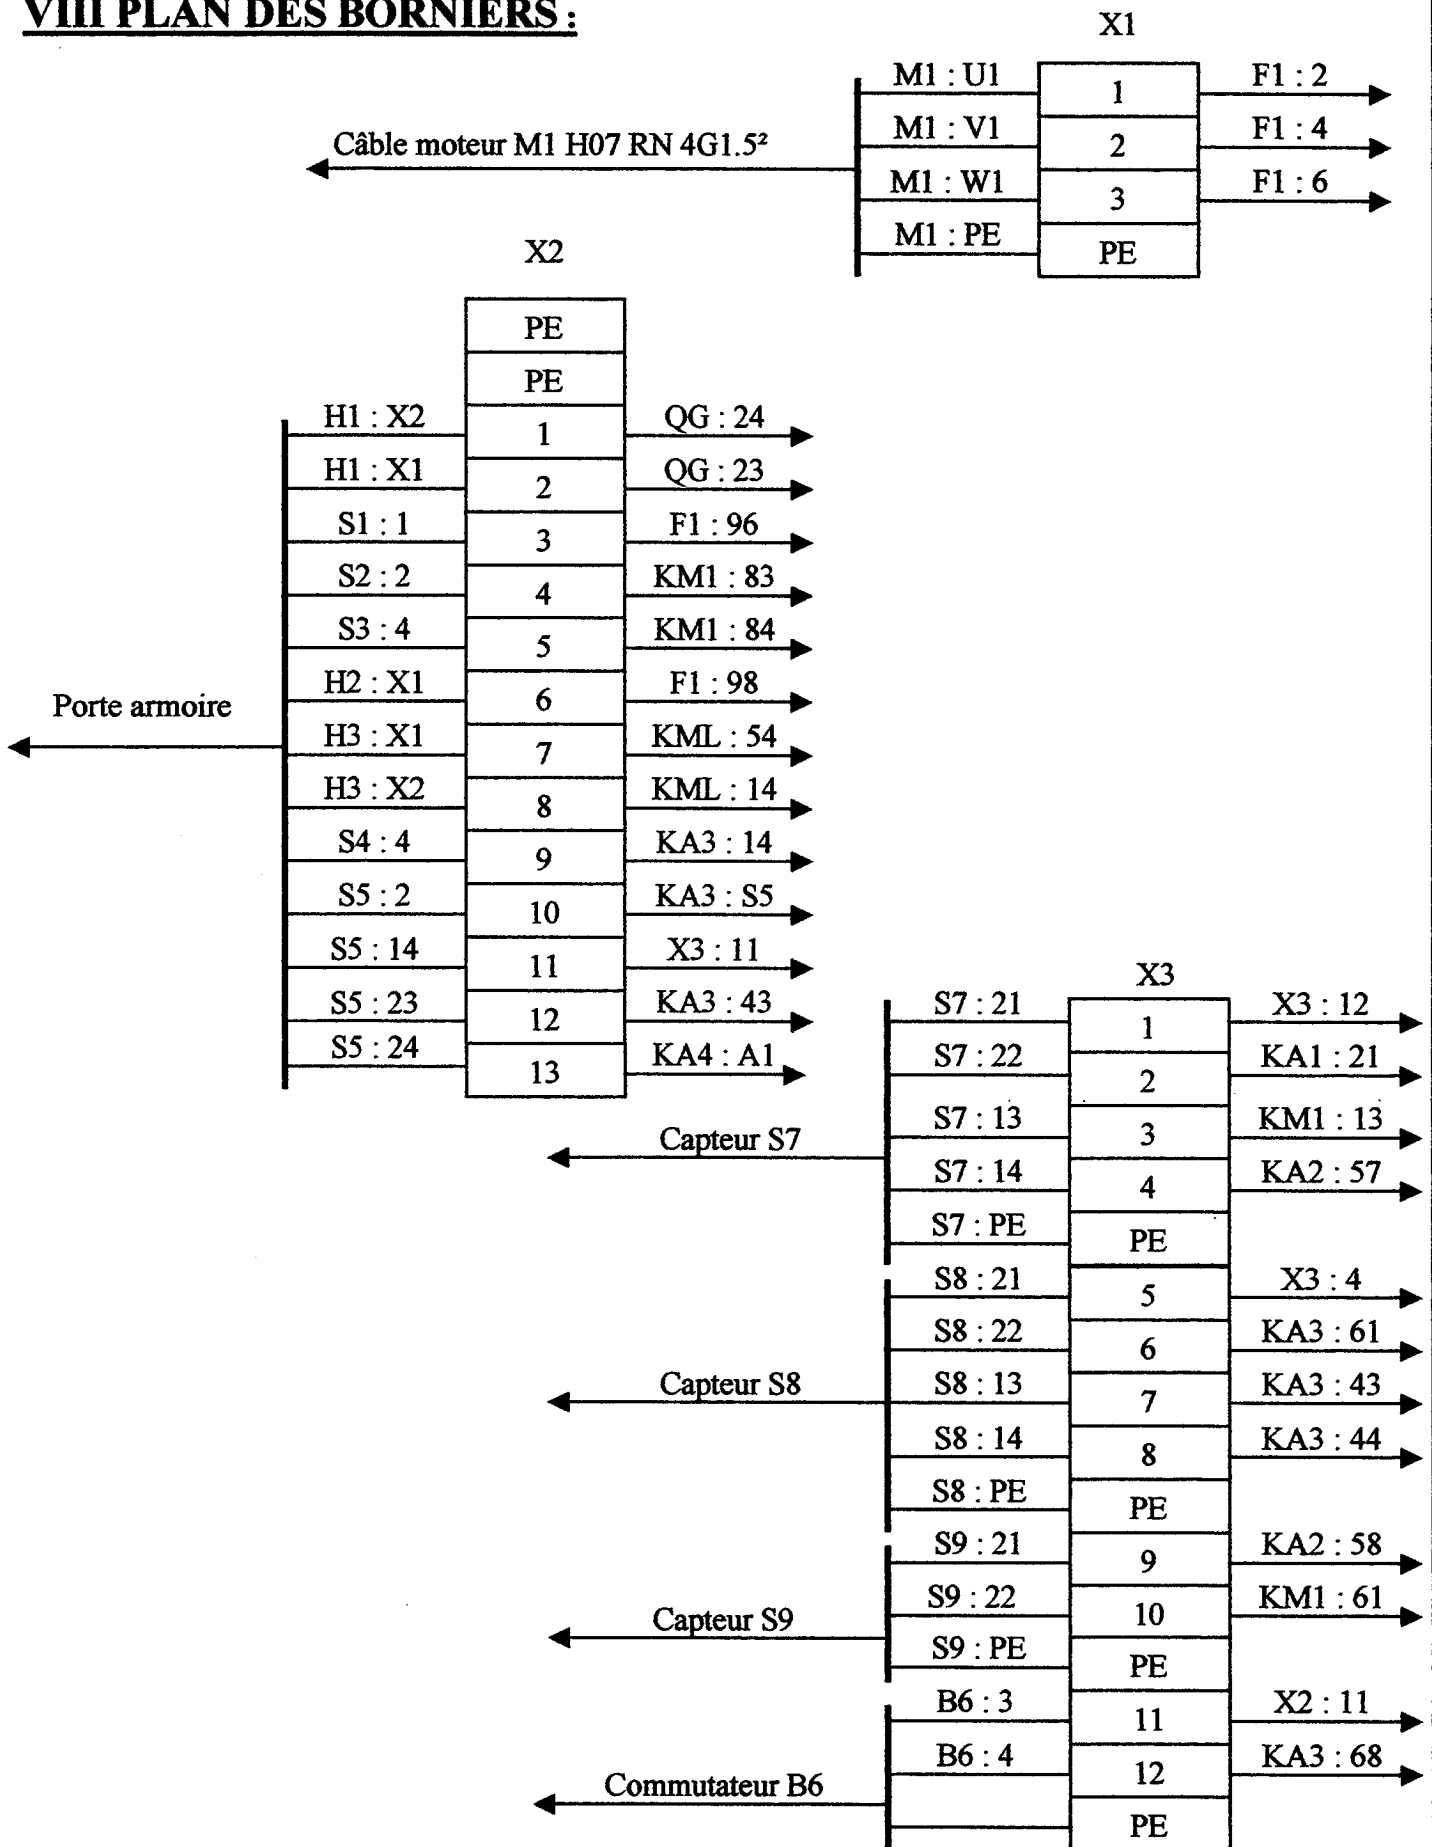 VIII PLAN DES BORNIERS :
X1
M1 : U1 1 F1 : 2
M1 : V1 2 F1 : 4
Câble moteur M1 H07 RN 4G1.5²
M1 : W1 3 F1 : 6
M1 : PE PE
X2
PE
PE
H1 : X2 1 QG : 24
H1 : X1 2 QG : 23
S1 : 1 3 F1 : 96
S2 : 2 4 KM1 : 83
S3 : 4 5 KM1 : 84
H2 : X1 6 F1 : 98
Porte armoire
H3 : X1 7 KML : 54
H3 : X2 8 KML : 14
S4 : 4 9 KA3 : 14
S5 : 2 10 KA3 : S5
S5 : 14 11 X3 : 11
S5 : 23 12 KA3 : 43
S5 : 24 13 KA4 : A1
X3
S7 : 21 1 X3 : 12
S7 : 22 2 KA1 : 21
S7 : 13 3 KM1 : 13
Capteur S7
S7 : 14 4 KA2 : 57
S7 : PE PE
S8 : 21 5 X3 : 4
S8 : 22 6 KA3 : 61
Capteur S8
S8 : 13 7 KA3 : 43
S8 : 14 8 KA3 : 44
S8 : PE PE
S9 : 21 9 KA2 : 58
S9 : 22 10 KM1 : 61
Capteur S9
S9 : PE PE
B6 : 3 11 X2 : 11
B6 : 4 12 KA3 : 68
Commutateur B6
PE